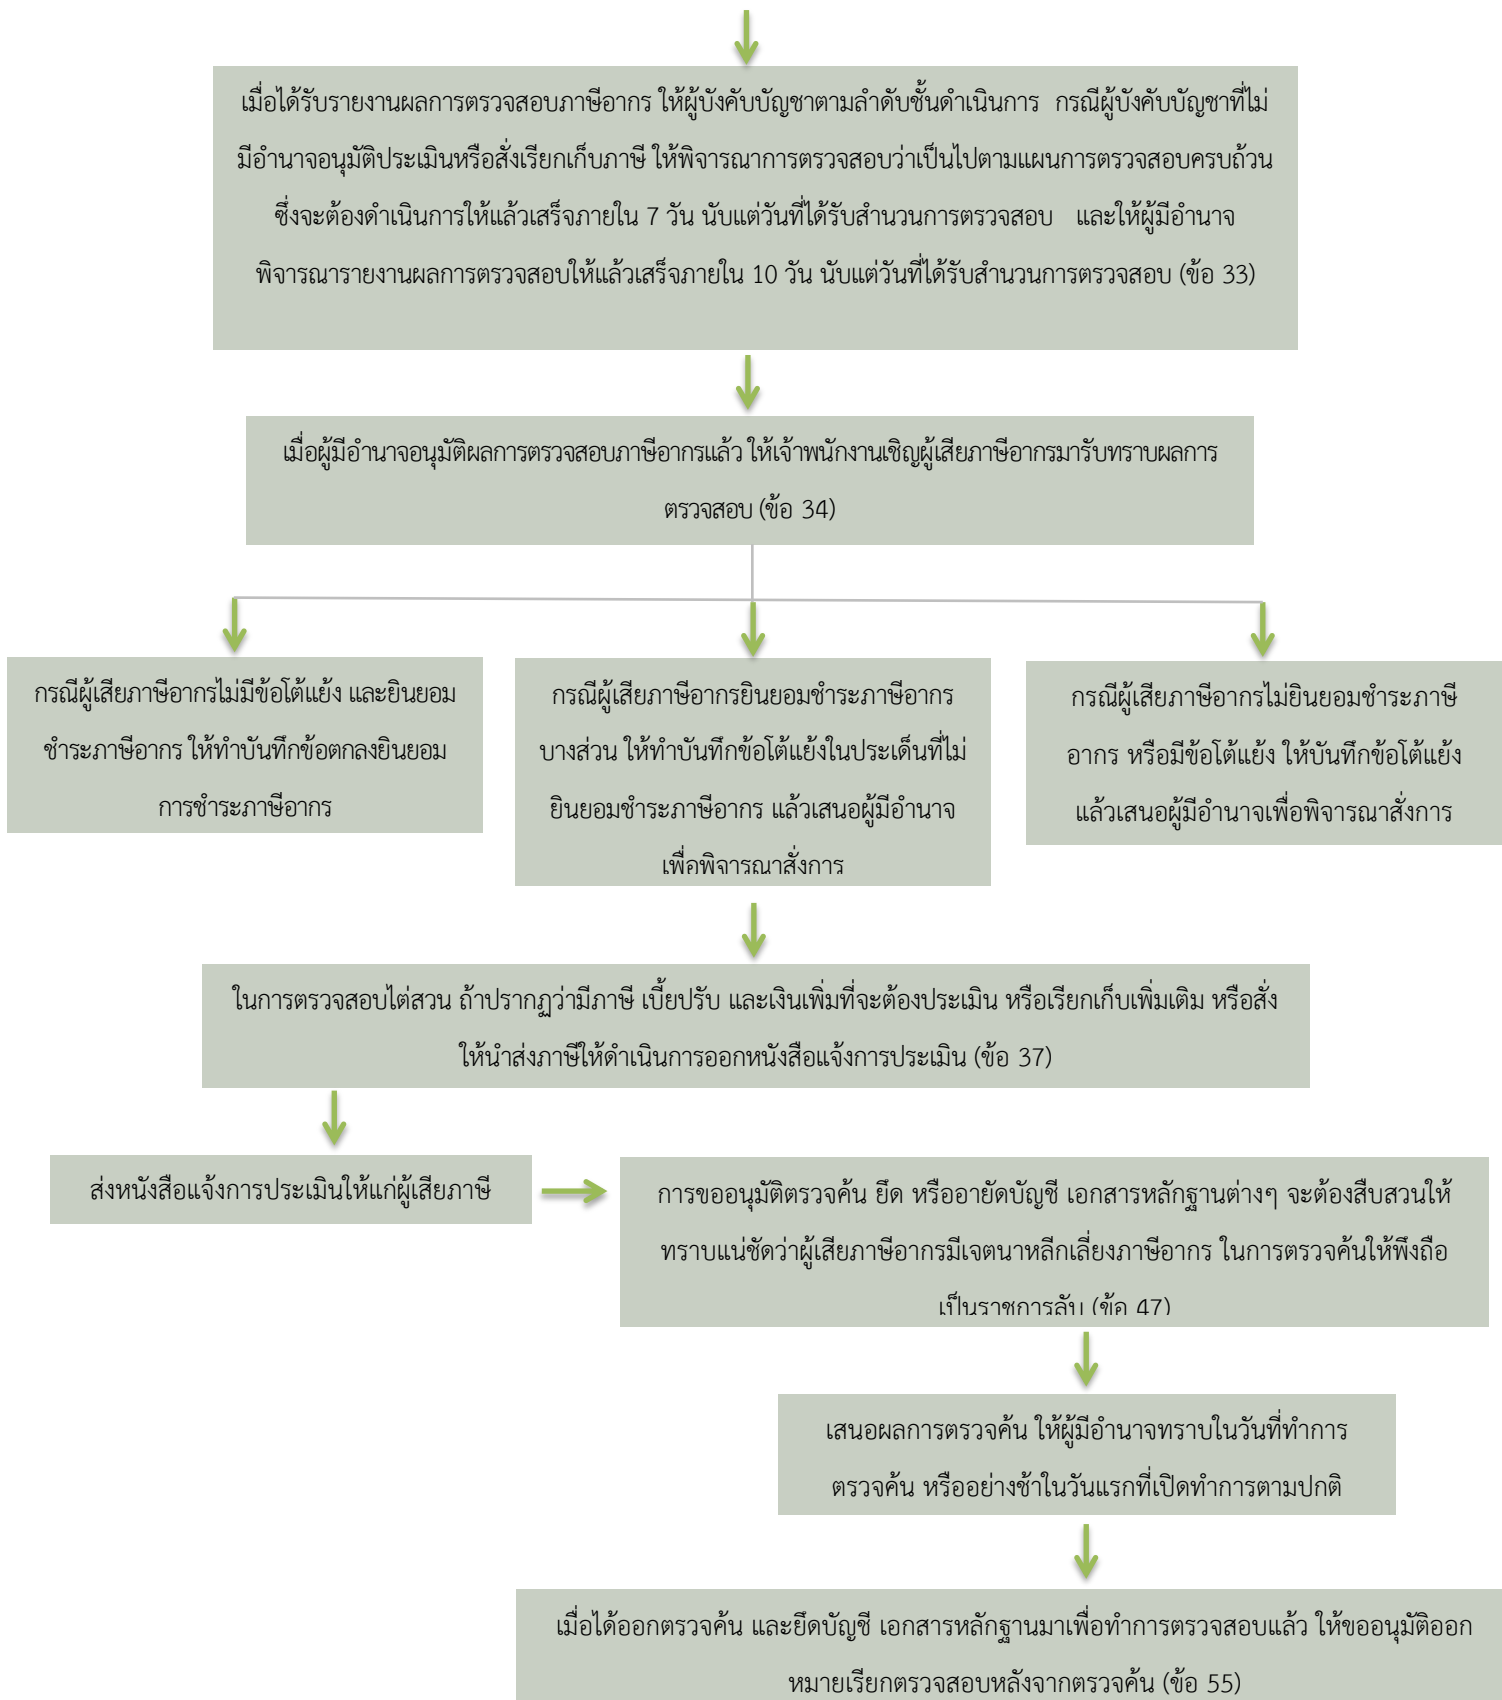 เมื่อได้รับรายงานผลการตรวจสอบภาษีอากร ให้ผู้บังคับบัญชาตามลำดับชั้นดำเนินการ  กรณีผู้บังคับบัญชาที่ไม่
มีอำนาจอนุมัติประเมินหรือสั่งเรียกเก็บภาษี ให้พิจารณาการตรวจสอบว่าเป็นไปตามแผนการตรวจสอบครบถ้วน
ซึ่งจะต้องดำเนินการให้แล้วเสร็จภายใน 7 วัน นับแต่วันที่ได้รับสำนวนการตรวจสอบ   และให้ผู้มีอำนาจ
พิจารณารายงานผลการตรวจสอบให้แล้วเสร็จภายใน 10 วัน นับแต่วันที่ได้รับสำนวนการตรวจสอบ (ข้อ 33)
เมื่อผู้มีอำนาจอนุมัติผลการตรวจสอบภาษีอากรแล้ว ให้เจ้าพนักงานเชิญผู้เสียภาษีอากรมารับทราบผลการ
ตรวจสอบ (ข้อ 34)
กรณีผู้เสียภาษีอากรไม่มีข้อโต้แย้ง และยินยอม
ชำระภาษีอากร ให้ทำบันทึกข้อตกลงยินยอม
การชำระภาษีอากร
กรณีผู้เสียภาษีอากรยินยอมชำระภาษีอากร
บางส่วน ให้ทำบันทึกข้อโต้แย้งในประเด็นที่ไม่
ยินยอมชำระภาษีอากร แล้วเสนอผู้มีอำนาจ
เพื่อพิจารณาสั่งการ
กรณีผู้เสียภาษีอากรไม่ยินยอมชำระภาษี
อากร หรือมีข้อโต้แย้ง ให้บันทึกข้อโต้แย้ง
แล้วเสนอผู้มีอำนาจเพื่อพิจารณาสั่งการ
ในการตรวจสอบไต่สวน ถ้าปรากฏว่ามีภาษี เบี้ยปรับ และเงินเพิ่มที่จะต้องประเมิน หรือเรียกเก็บเพิ่มเติม หรือสั่ง
ให้นำส่งภาษีให้ดำเนินการออกหนังสือแจ้งการประเมิน (ข้อ 37)
ส่งหนังสือแจ้งการประเมินให้แก่ผู้เสียภาษี
การขออนุมัติตรวจค้น ยึด หรืออายัดบัญชี เอกสารหลักฐานต่างๆ จะต้องสืบสวนให้
ทราบแน่ชัดว่าผู้เสียภาษีอากรมีเจตนาหลีกเลี่ยงภาษีอากร ในการตรวจค้นให้พึงถือ
เป็นราชการลับ (ข้อ 47)
เสนอผลการตรวจค้น ให้ผู้มีอำนาจทราบในวันที่ทำการ
ตรวจค้น หรืออย่างช้าในวันแรกที่เปิดทำการตามปกติ
เมื่อได้ออกตรวจค้น และยึดบัญชี เอกสารหลักฐานมาเพื่อทำการตรวจสอบแล้ว ให้ขออนุมัติออก
หมายเรียกตรวจสอบหลังจากตรวจค้น (ข้อ 55)